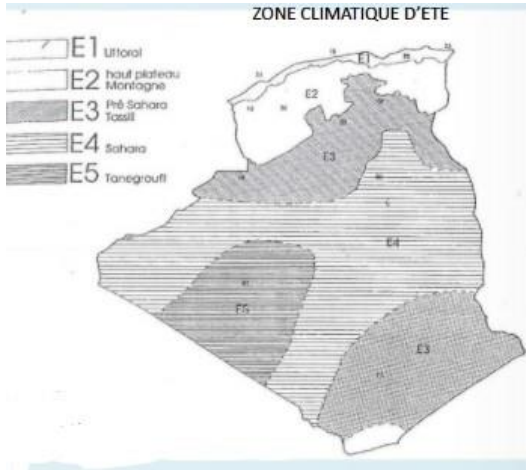 ZONE CLIMATIQUE D'ETE
E1 Littoral
E2 haut plateau
Montagne
E3 Pré Sahara
Tassili
E4 Sahara
E5 Tanegrouft
E1
E2
E3
E4
E5
E3